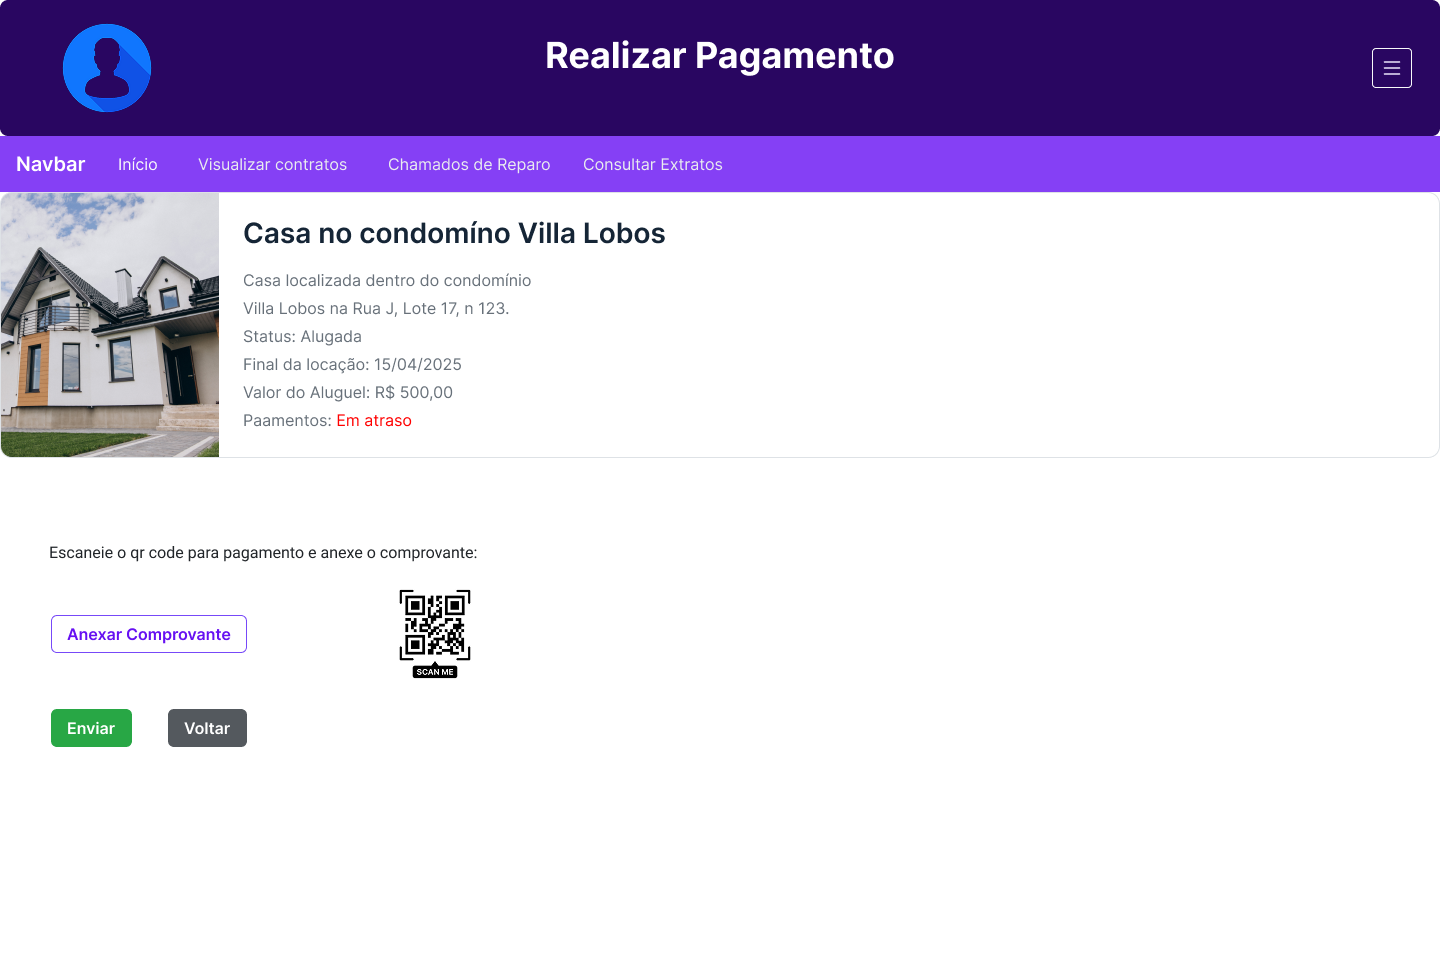 Realizar Pagamento
Navbar Início Visualizar contratos Chamados de Reparo Consultar Extratos
Casa no condomíno Villa Lobos
Casa localizada dentro do condomínio
Villa Lobos na Rua J, Lote 17, n 123.
Status: Alugada
Final da locação: 15/04/2025
Valor do Aluguel: R$ 500,00
Paamentos: Em atraso
Escaneie o qr code para pagamento e anexe o comprovante:
Anexar Comprovante
SCAN ME
Enviar Voltar